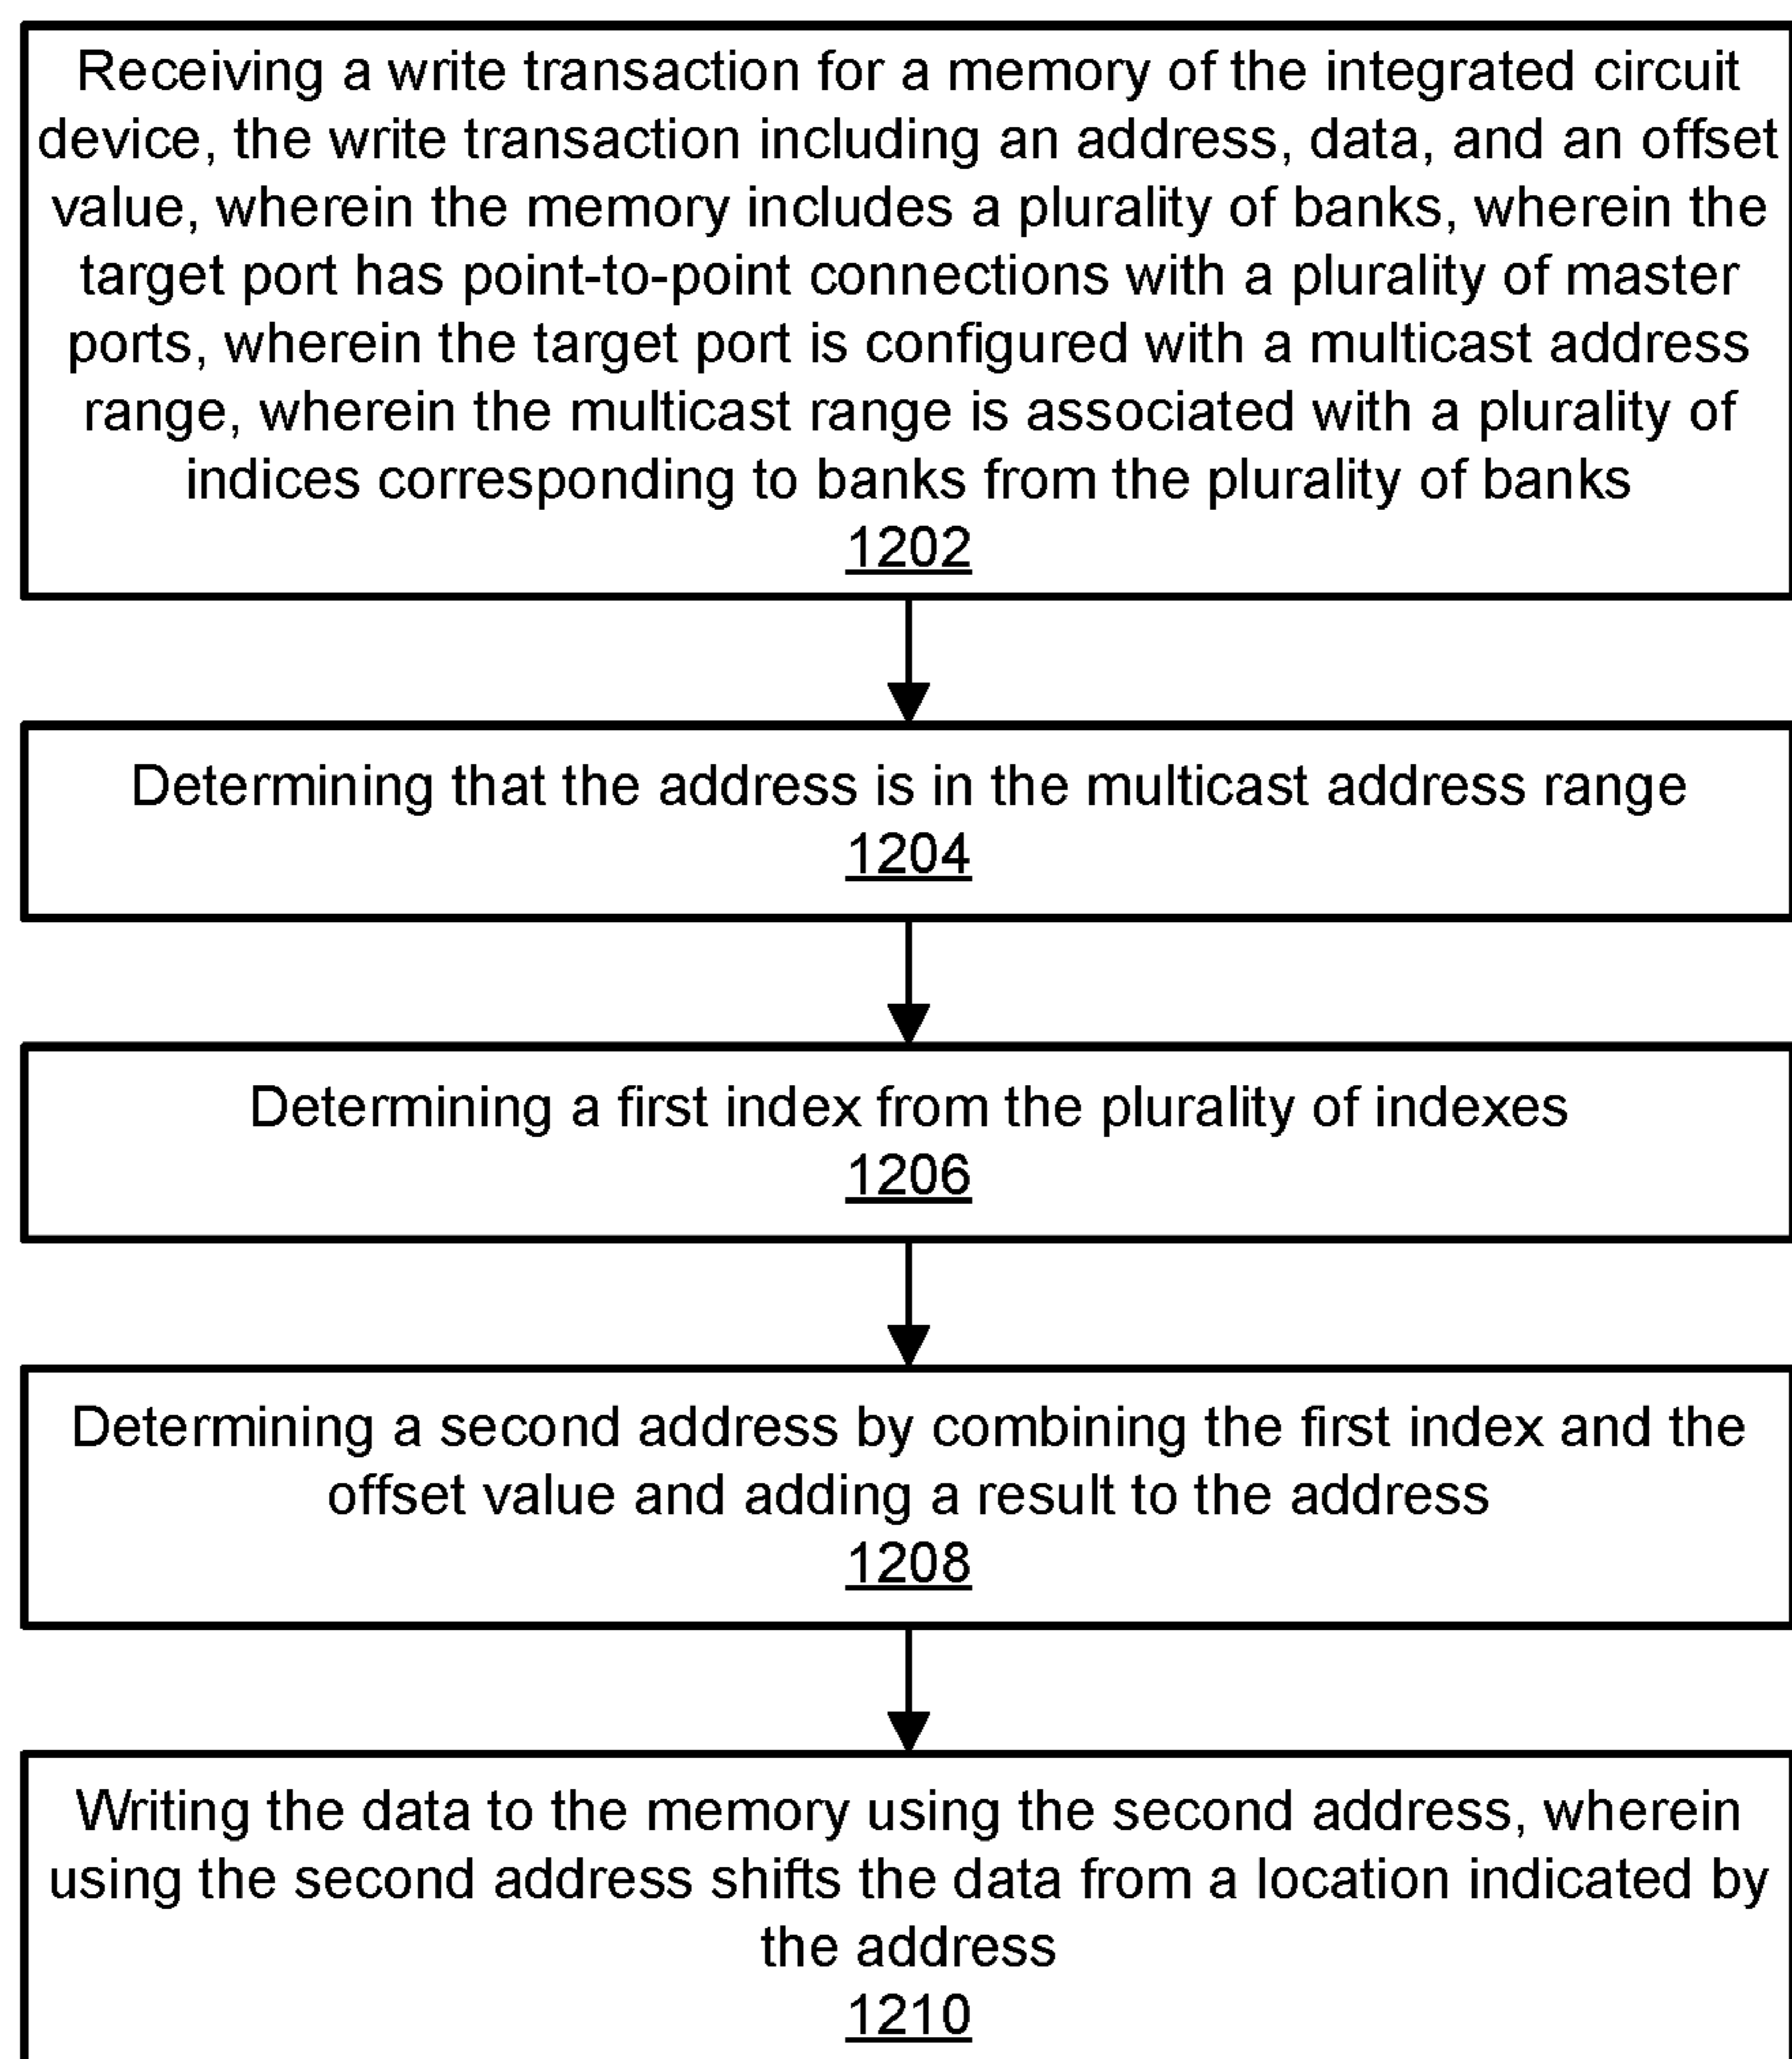 Receiving a write transaction for a memory of the integrated circuit
device, the write transaction including an address, data, and an offset
value, wherein the memory includes a plurality of banks, wherein the
target port has point-to-point connections with a plurality of master
ports, wherein the target port is configured with a multicast address
range, wherein the multicast range is associated with a plurality of
indices corresponding to banks from the plurality of banks
1202
Determining that the address is in the multicast address range
1204
Determining a first index from the plurality of indexes
1206
Determining a second address by combining the first index and the
offset value and adding a result to the address
1208
Writing the data to the memory using the second address, wherein
using the second address shifts the data from a location indicated by
the address
1210